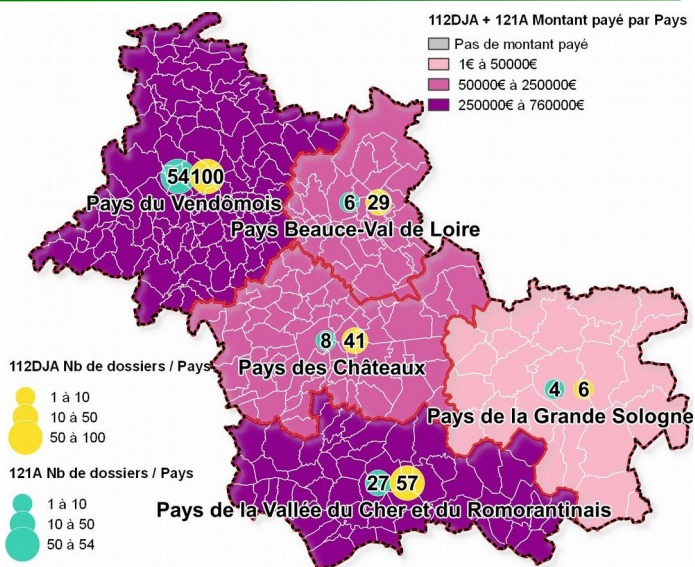 112DJA + 121A Montant payé par Pays
Pas de montant payé
1€ à 50000€
50000€ à 250000€
250000€ à 760000€
54 100
Pays du Vendômois
6 29
Pays Beauce-Val de Loire
8 41
Pays des Châteaux
4 6
Pays de la Grande Sologne
27 57
Pays de la Vallée du Cher et du Romorantinais
112DJA Nb de dossiers / Pays
1 à 10
10 à 50
50 à 100
121A Nb de dossiers / Pays
1 à 10
10 à 50
50 à 54